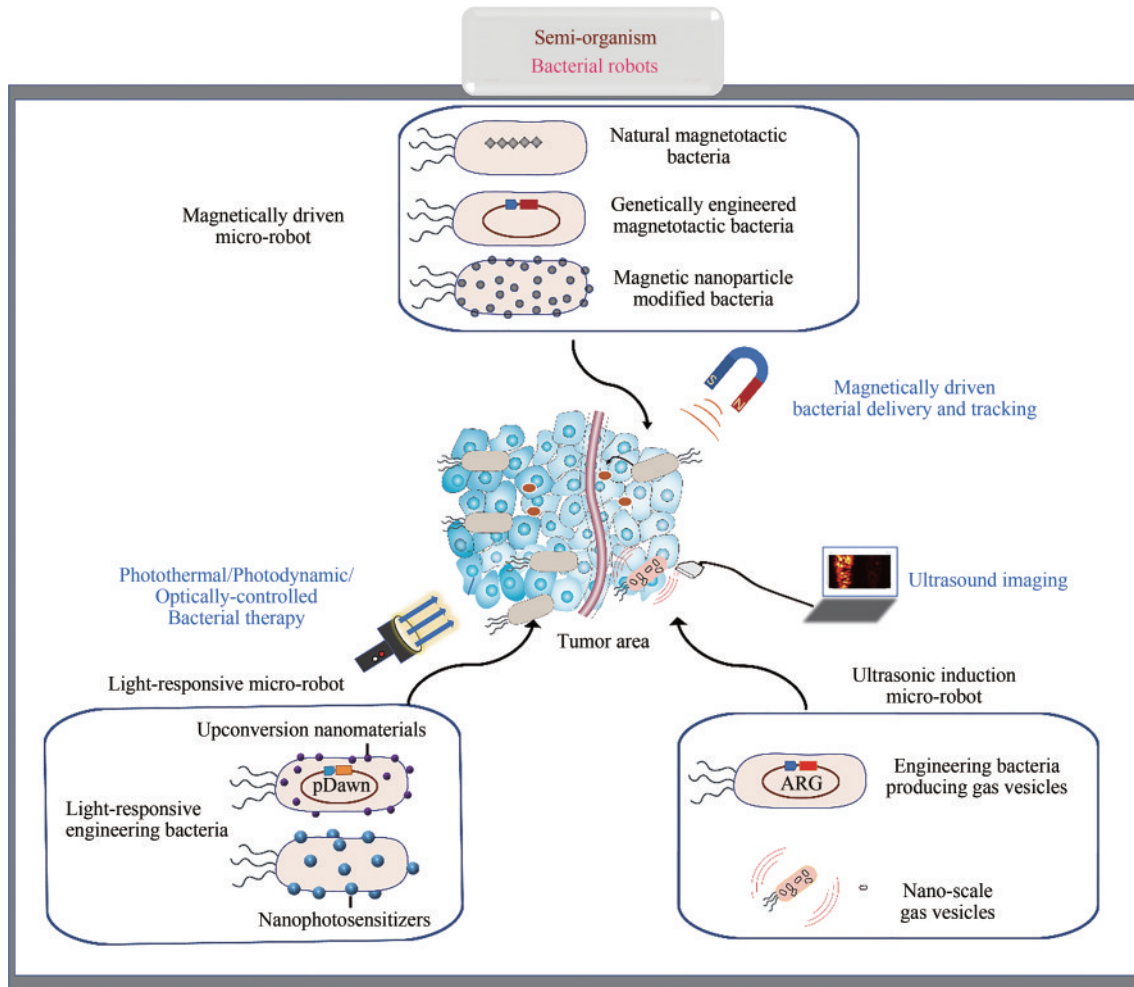 Semi-organism
Bacterial robots
Natural magnetotactic
bacteria
Magnetically driven
micro-robot
Genetically engineered
magnetotactic bacteria
Magnetic nanoparticle
modified bacteria
S
N
Magnetically driven
bacterial delivery and tracking
Photothermal/Photodynamic/
Optically-controlled
Bacterial therapy
Ultrasound imaging
Tumor area
Light-responsive micro-robot
Ultrasonic induction
micro-robot
Upconversion nanomaterials
pDawn
Light-responsive
engineering bacteria
Nanophotosensitizers
ARG
Engineering bacteria
producing gas vesicles
Nano-scale
gas vesicles